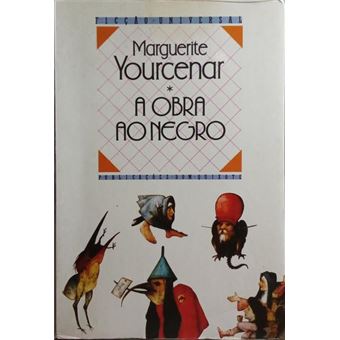 FICÇÃO UNIVERSAL
Marguerite
Yourcenar
*
A OBRA
AO NEGRO
PUBLICAÇÕES DOM QUIXOTE